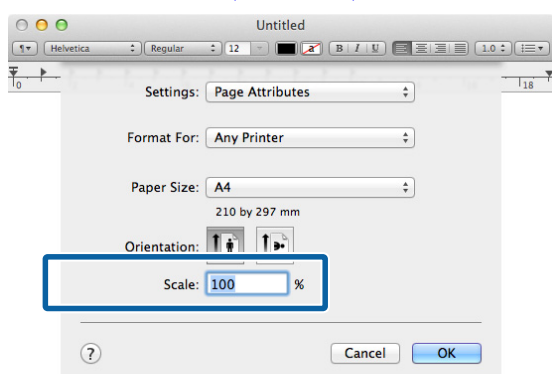 Untitled
¶ Helvetica Regular 12 a B I U 1.0
0 18
Settings: Page Attributes
Format For: Any Printer
Paper Size: A4
210 by 297 mm
Orientation:
Scale: 100 %
? Cancel OK